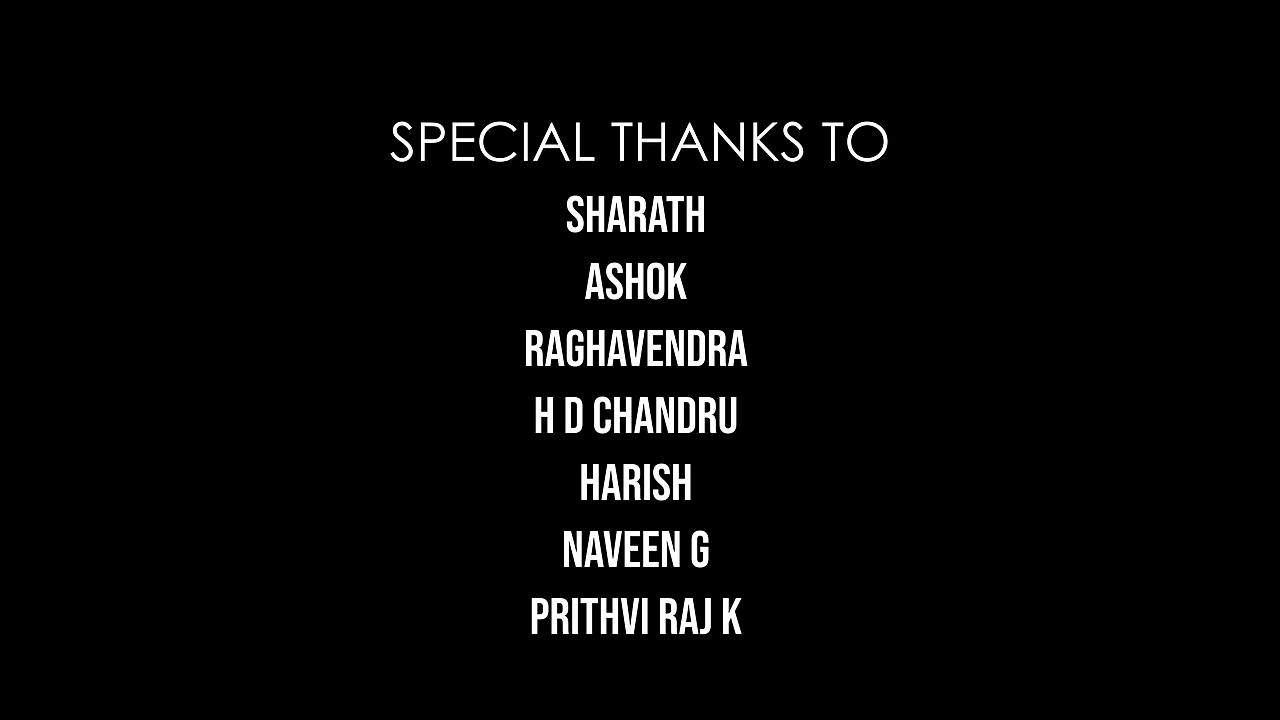 SPECIAL THANKS TO
SHARATH
ASHOK
RAGHAVENDRA
H D CHANDRU
HARISH
NAVEEN G
PRITHVI RAJ K